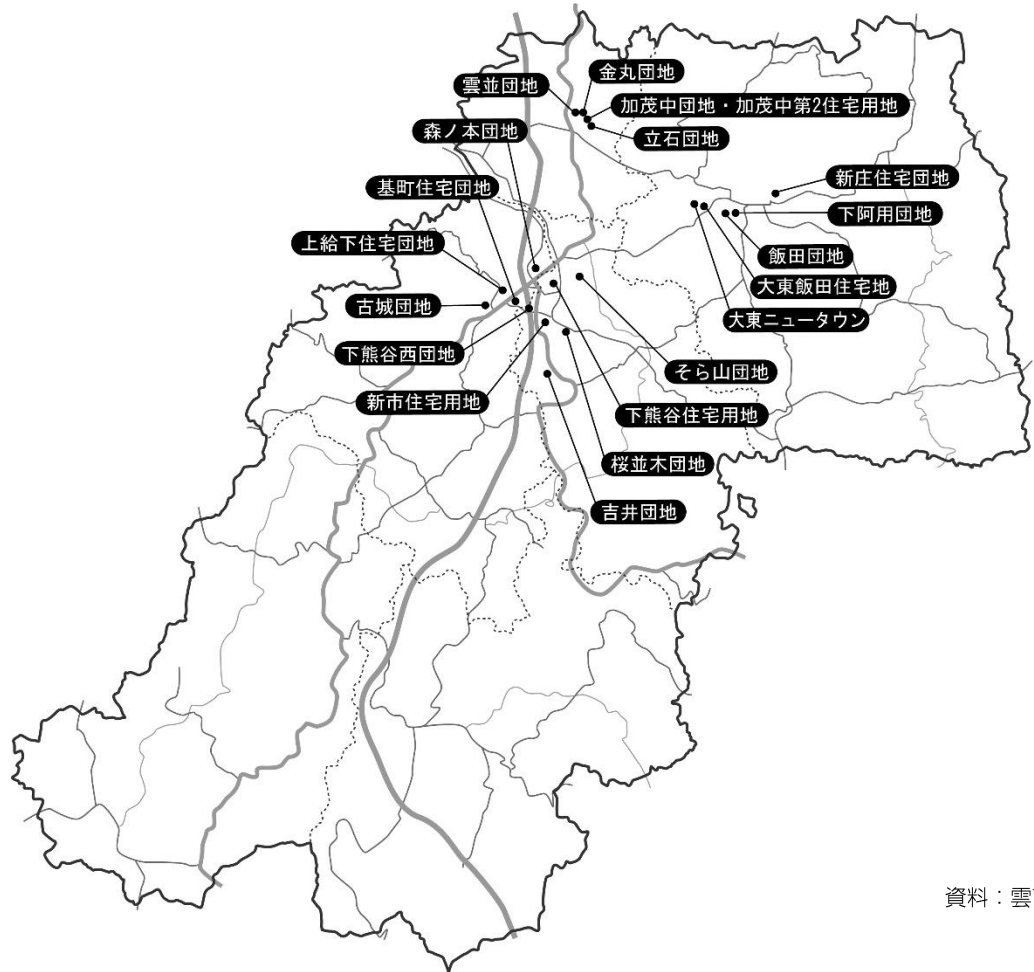 金丸団地
雲並団地
加茂中団地・加茂中第2住宅用地
森ノ本団地
立石団地
新庄住宅団地
基町住宅団地
下阿用団地
上給下住宅団地
飯田団地
大東飯田住宅地
古城団地
大東ニュータウン
下熊谷西団地
そら山団地
新市住宅用地
下熊谷住宅用地
桜並木団地
吉井団地
資料：雲